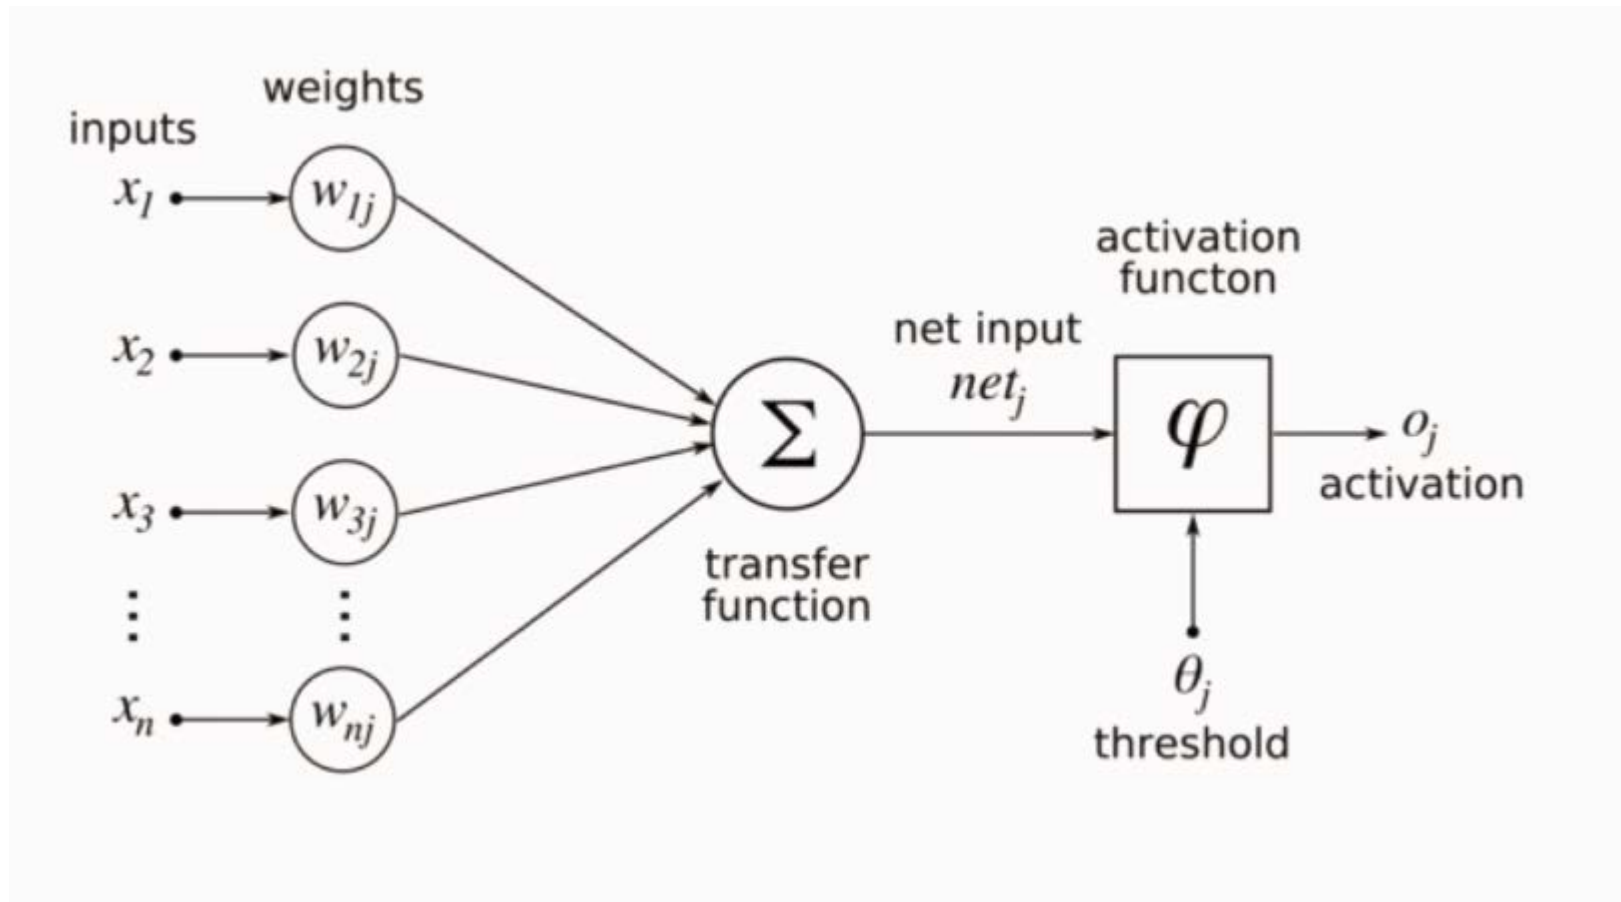 weights
inputs
x1
w1j
x2
w2j
x3
w3j
⋮
⋮
xn
wnj
Σ
transfer
function
net input
netj
activation
functon
φ
oj
activation
θj
threshold